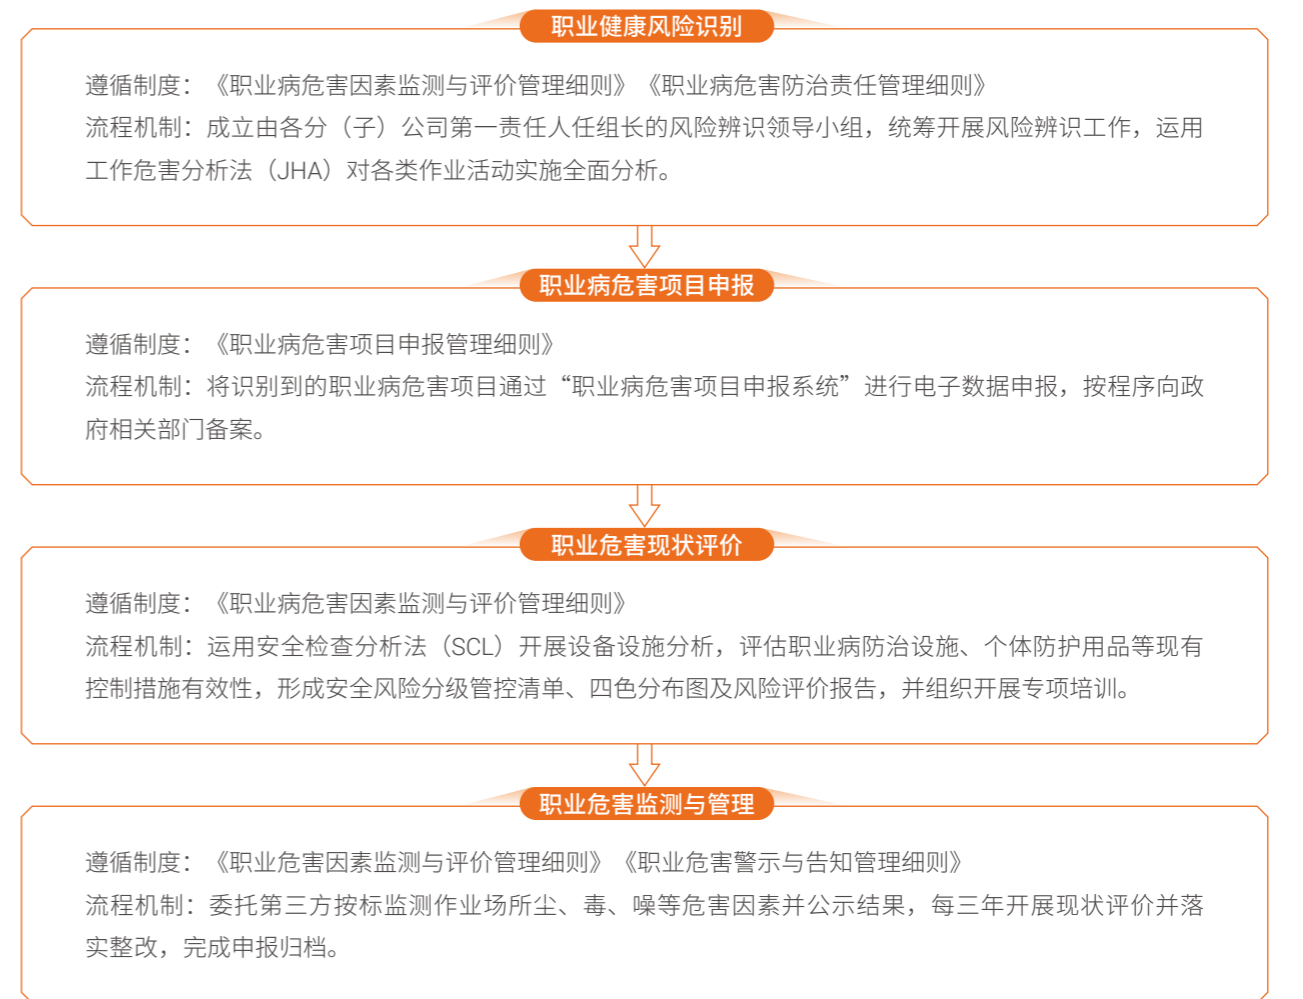 职业健康风险识别
遵循制度：《职业病危害因素监测与评价管理细则》《职业病危害防治责任管理细则》
流程机制：成立由各分（子）公司第一责任人任组长的风险辨识领导小组，统筹开展风险辨识工作，运用
工作危害分析法（JHA）对各类作业活动实施全面分析。
职业病危害项目申报
遵循制度：《职业病危害项目申报管理细则》
流程机制：将识别到的职业病危害项目通过“职业病危害项目申报系统”进行电子数据申报，按程序向政
府相关部门备案。
职业危害现状评价
遵循制度：《职业病危害因素监测与评价管理细则》
流程机制：运用安全检查分析法（SCL）开展设备设施分析，评估职业病防治设施、个体防护用品等现有
控制措施有效性，形成安全风险分级管控清单、四色分布图及风险评价报告，并组织开展专项培训。
职业危害监测与管理
遵循制度：《职业危害因素监测与评价管理细则》《职业危害警示与告知管理细则》
流程机制：委托第三方按标监测作业场所尘、毒、噪等危害因素并公示结果，每三年开展现状评价并落
实整改，完成申报归档。